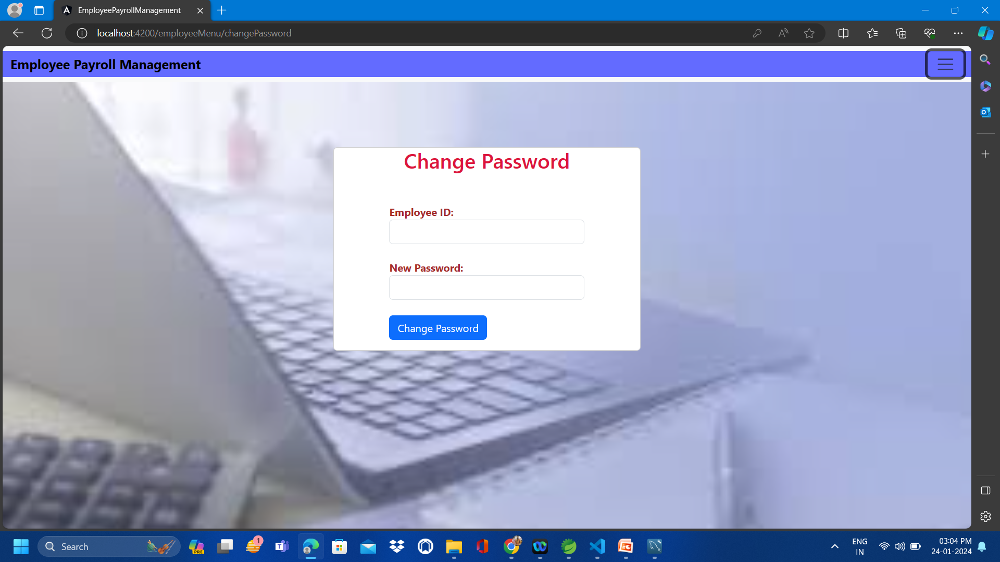 EmployeePayrollManagement
localhost:4200/employeeMenu/changePassword
Employee Payroll Management
Change Password
Employee ID:
New Password:
Change Password
Search
PRE
1
ENG
IN
03:04 PM
24-01-2024